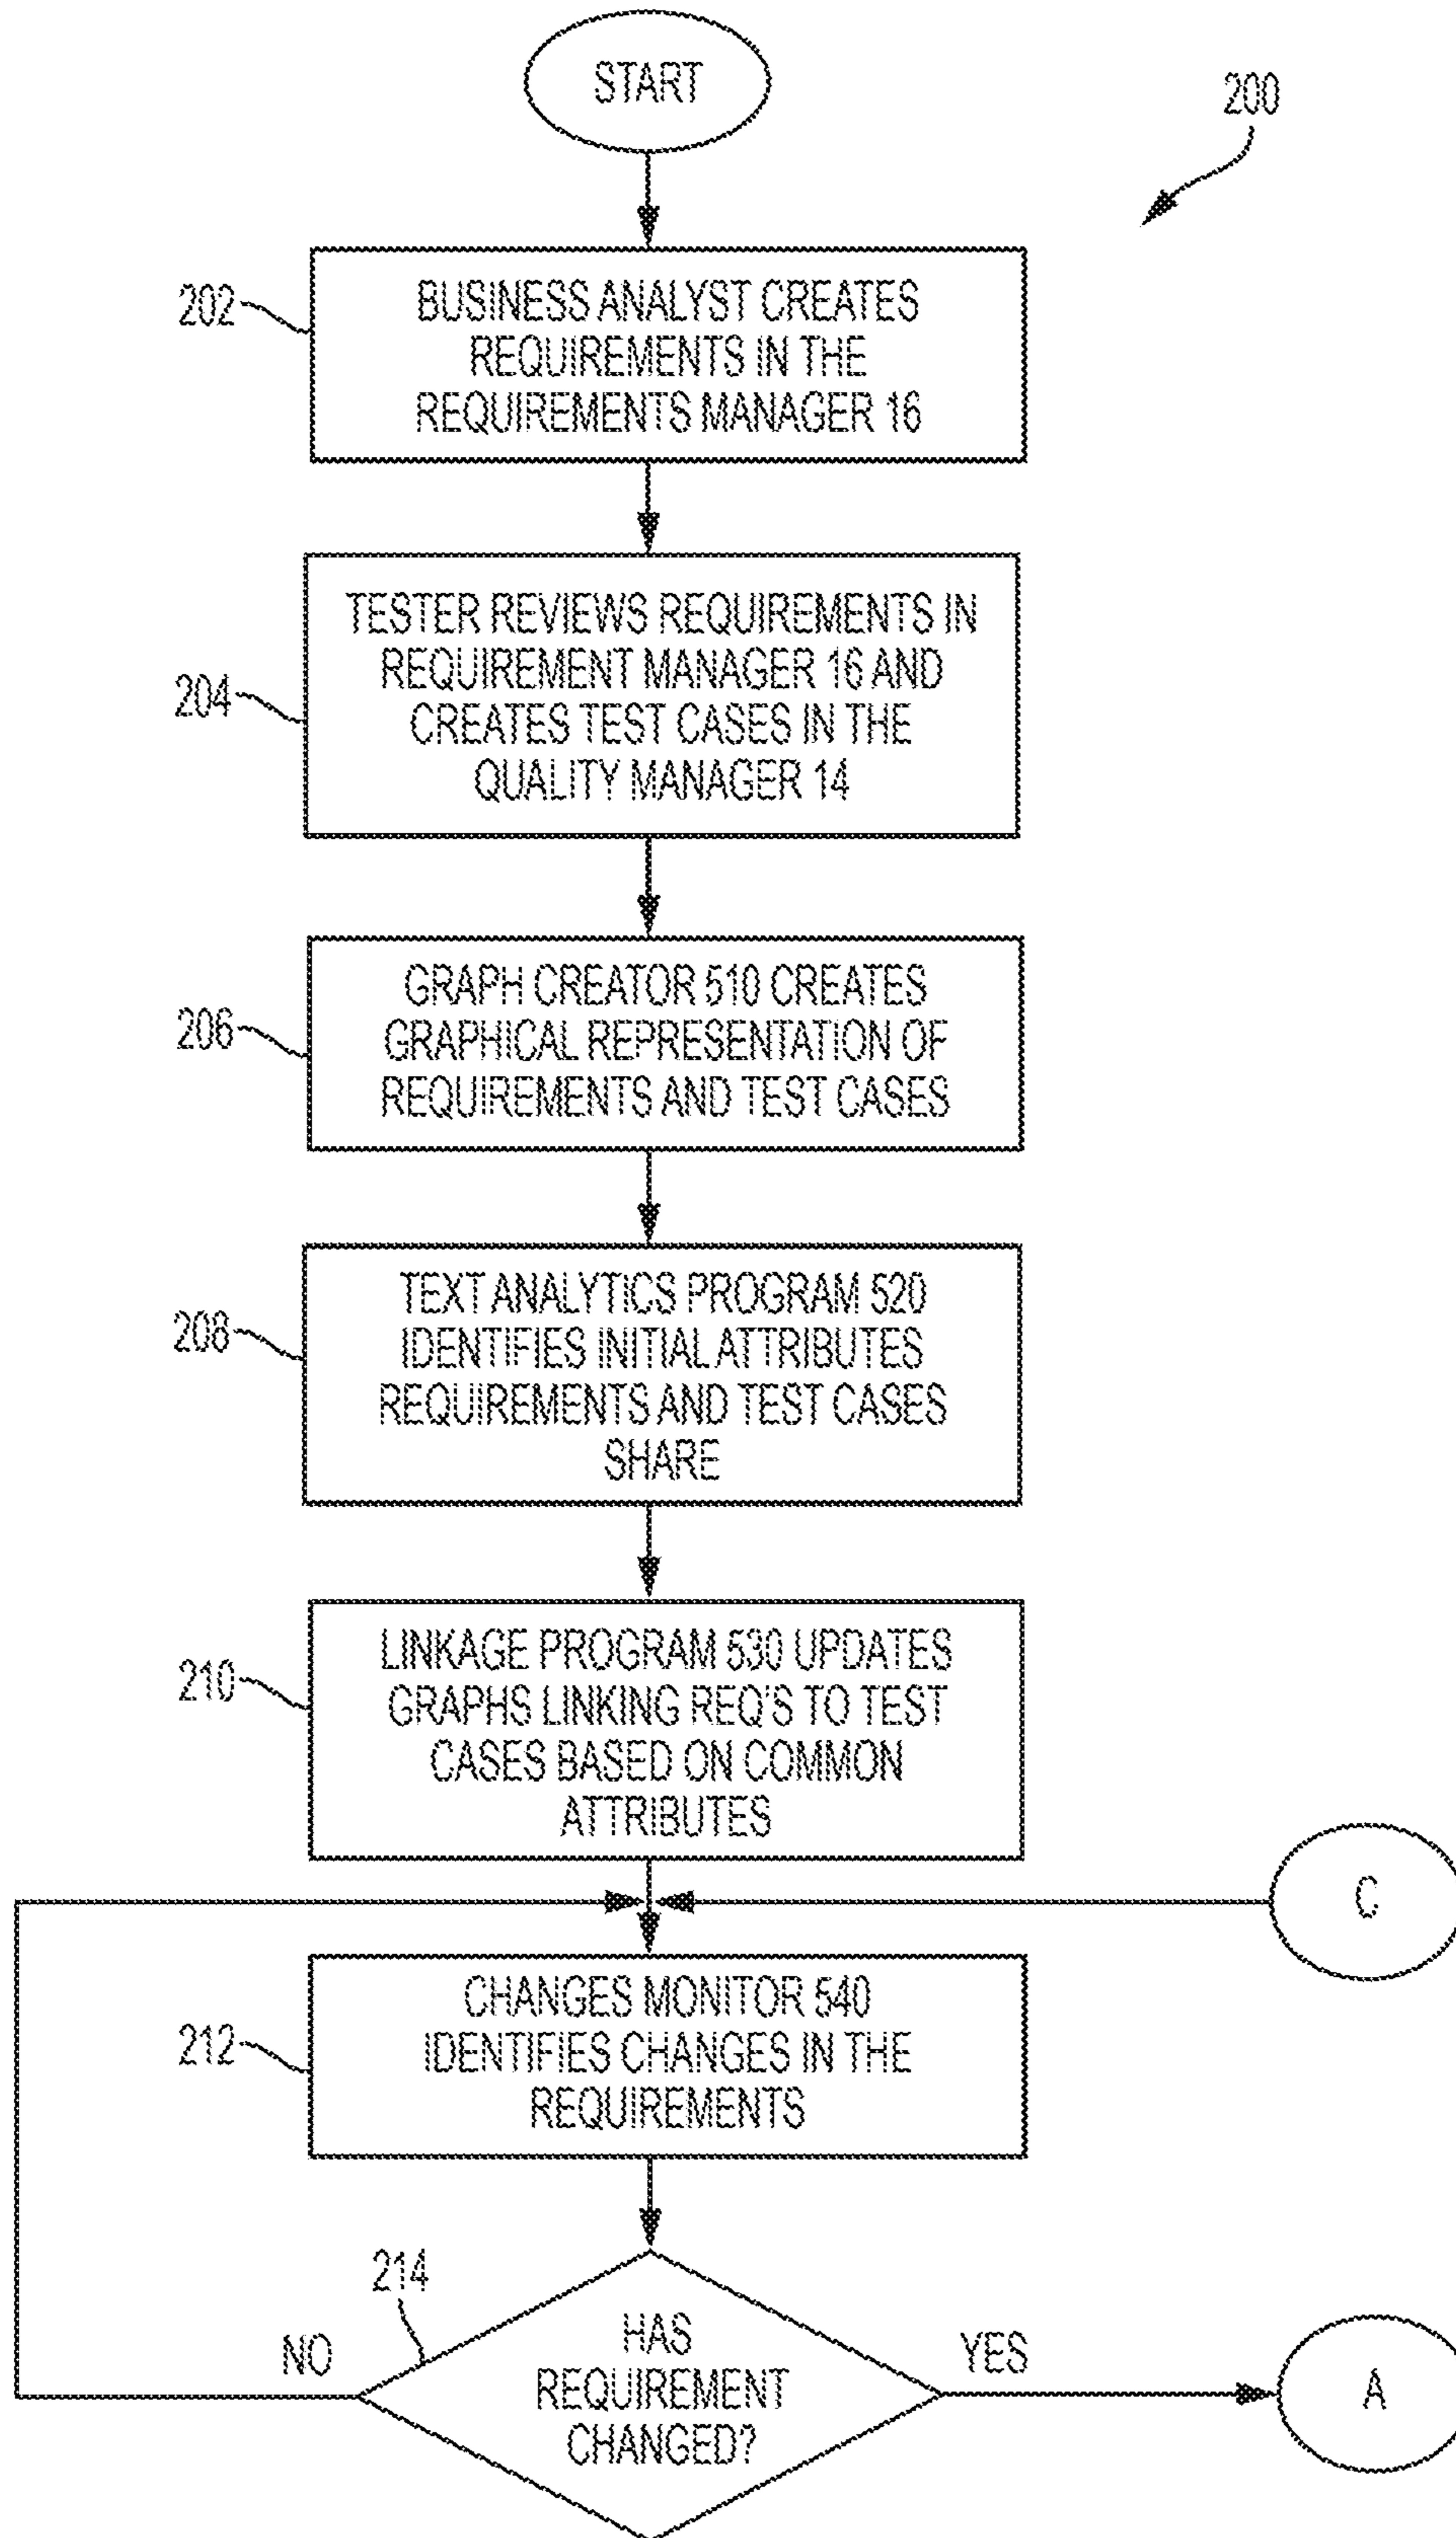 START
200
202
BUSINESS ANALYST CREATES
REQUIREMENTS IN THE
REQUIREMENTS MANAGER 16
204
TESTER REVIEWS REQUIREMENTS IN
REQUIREMENT MANAGER 16 AND
CREATES TEST CASES IN THE
QUALITY MANAGER 14
206
GRAPH CREATOR 510 CREATES
GRAPHICAL REPRESENTATION OF
REQUIREMENTS AND TEST CASES
208
TEXT ANALYTICS PROGRAM 520
IDENTIFIES INITIAL ATTRIBUTES
REQUIREMENTS AND TEST CASES
SHARE
210
LINKAGE PROGRAM 530 UPDATES
GRAPHS LINKING REQ'S TO TEST
CASES BASED ON COMMON
ATTRIBUTES
C
212
CHANGES MONITOR 540
IDENTIFIES CHANGES IN THE
REQUIREMENTS
214
NO
HAS
REQUIREMENT
CHANGED?
YES
A